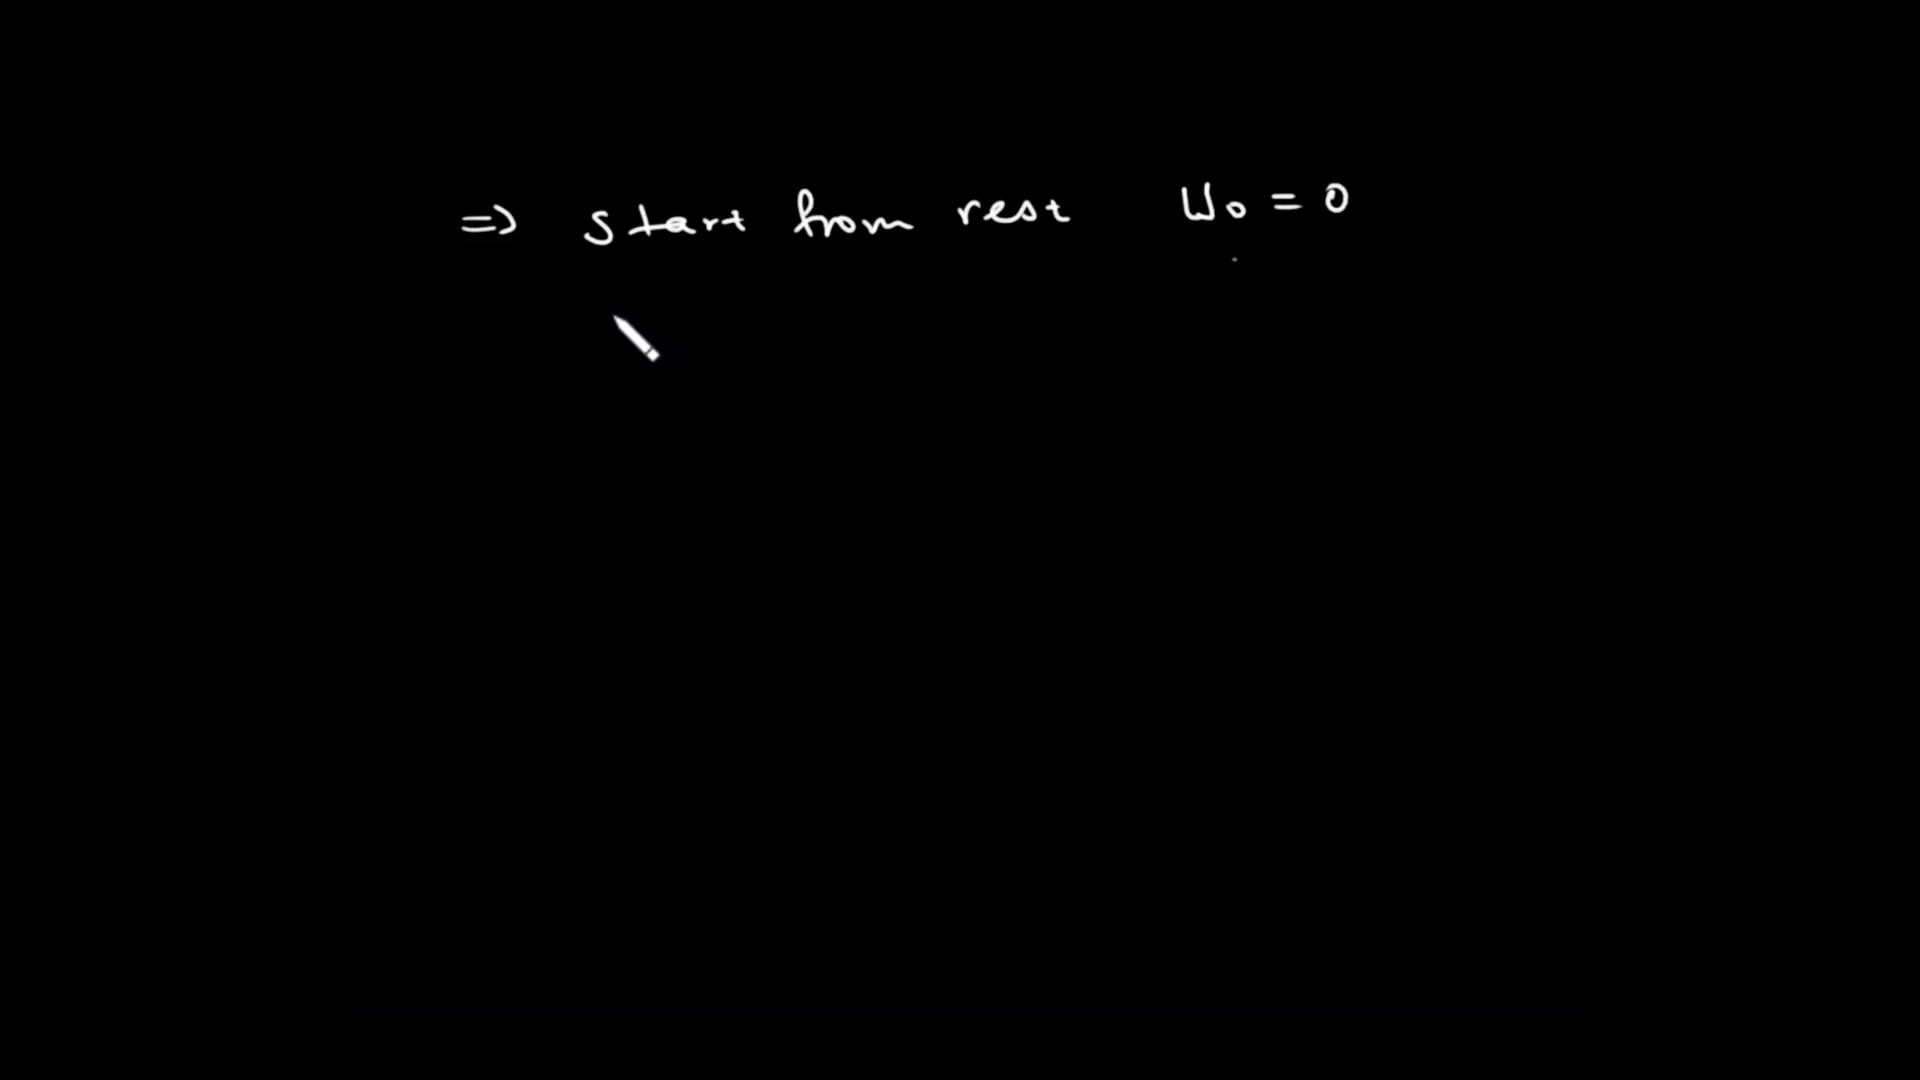 ⇒ start from rest ω₀ = 0